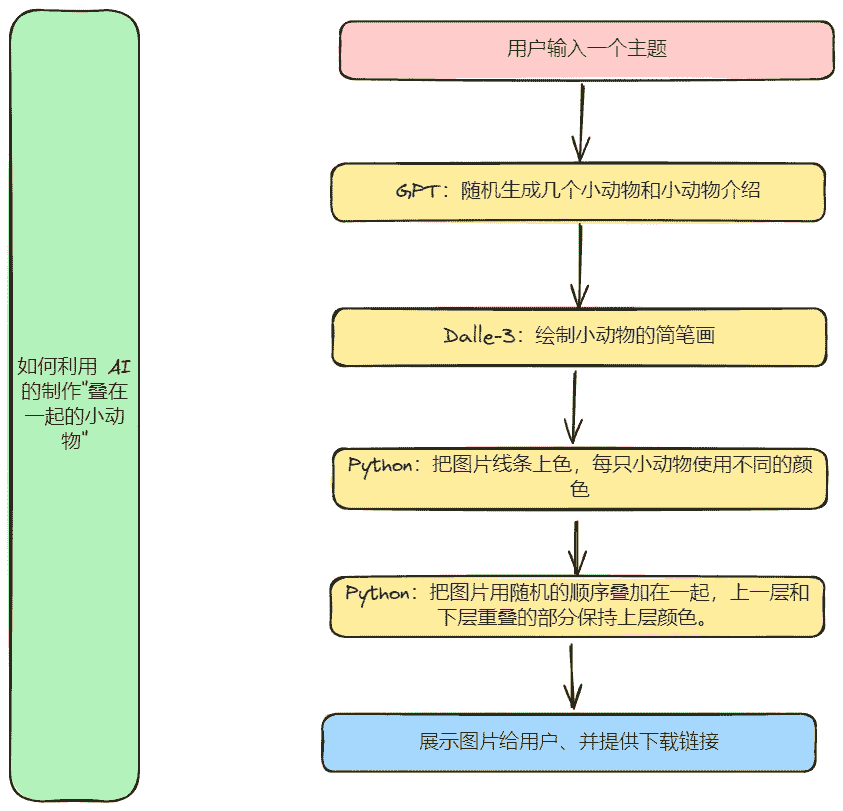 如何利用 AI
的制作"叠在
一起的小动
物"
用户输入一个主题
GPT：随机生成几个小动物和小动物介绍
Dalle-3：绘制小动物的简笔画
Python：把图片线条上色，每只小动物使用不同的颜
色
Python：把图片用随机的顺序叠加在一起，上一层和
下层重叠的部分保持上层颜色。
展示图片给用户、并提供下载链接